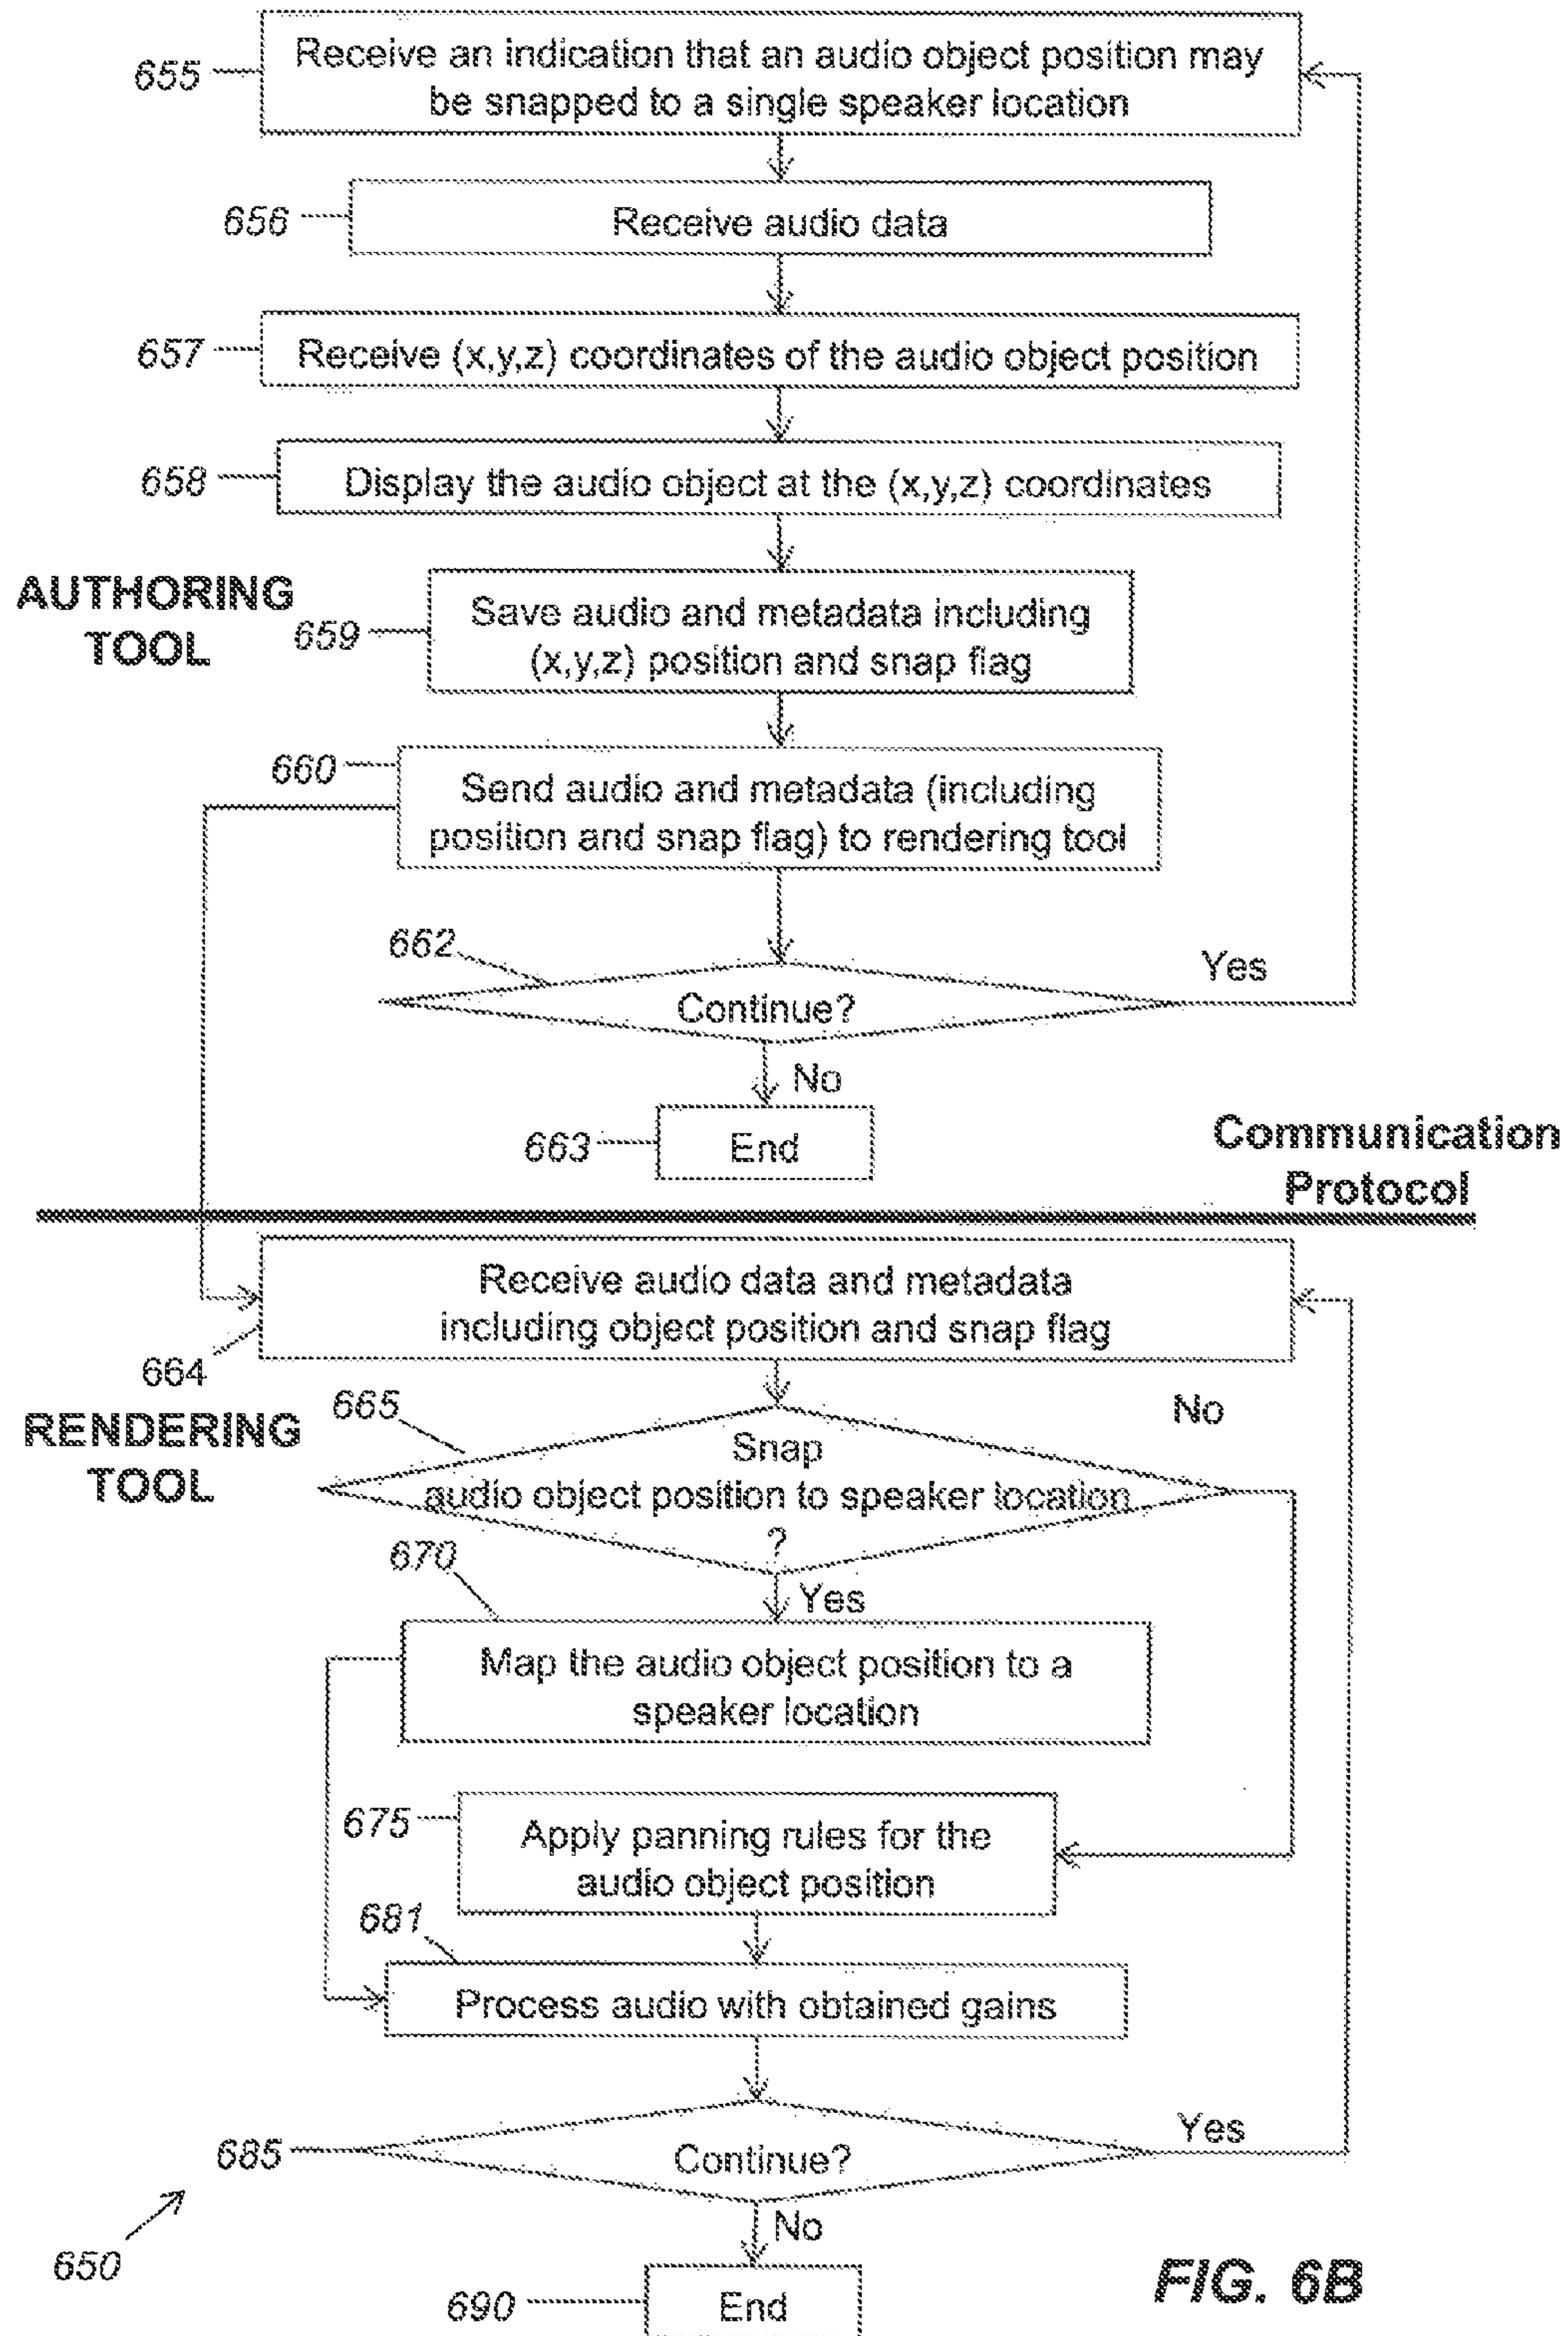 655
Receive an indication that an audio object position may
be snapped to a single speaker location
656
Receive audio data
657
Receive (x,y,z) coordinates of the audio object position
658
Display the audio object at the (x,y,z) coordinates
AUTHORING
TOOL
659
Save audio and metadata including
(x,y,z) position and snap flag
660
Send audio and metadata (including
position and snap flag) to rendering tool
662
Continue?
Yes
No
663
End
Communication
Protocol
Receive audio data and metadata
including object position and snap flag
664
RENDERING
TOOL
665
Snap
audio object position to speaker location
?
No
Yes
670
Map the audio object position to a
speaker location
675
Apply panning rules for the
audio object position
681
Process audio with obtained gains
685
Continue?
Yes
No
650
690
End
FIG. 6B